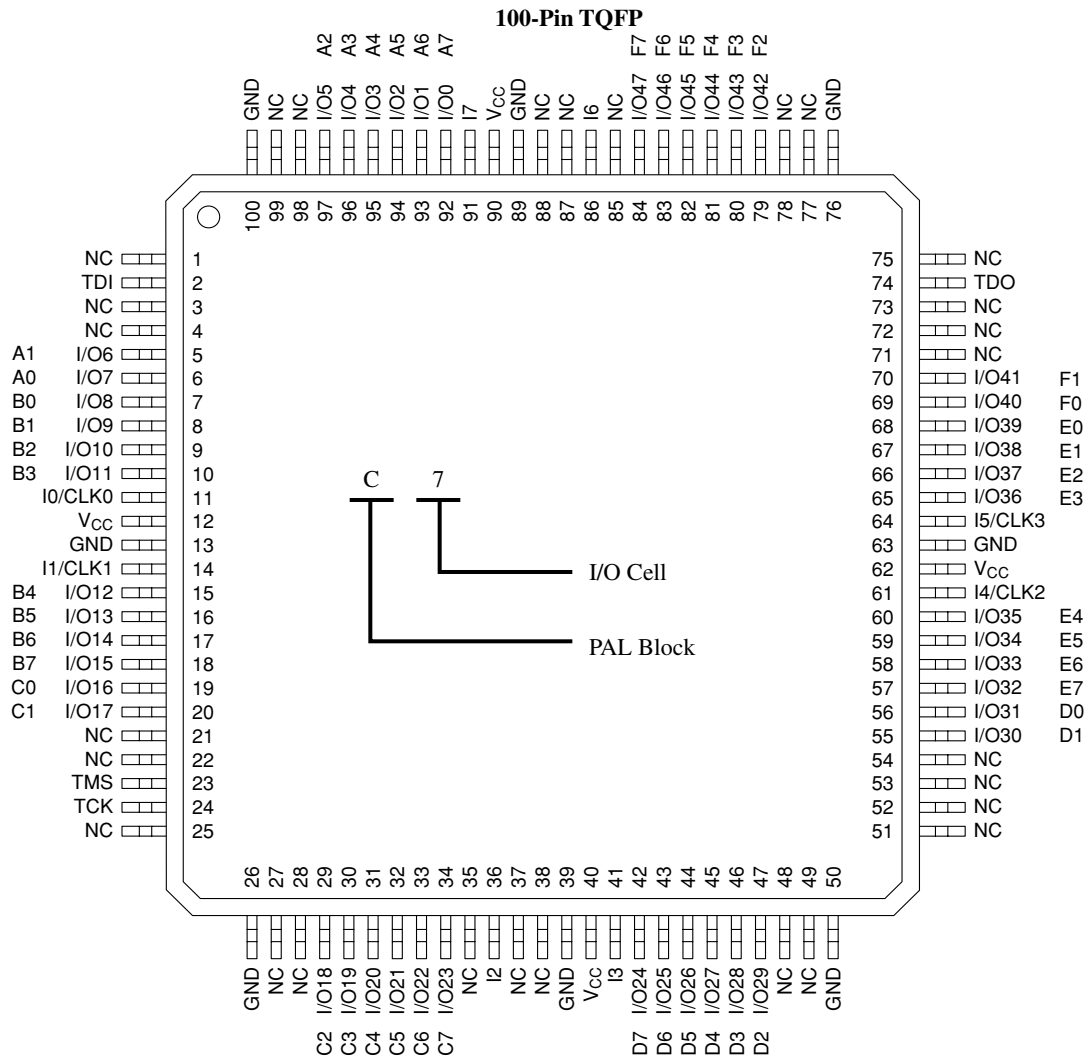 100-Pin TQFP
A2 A3 A4 A5 A6 A7 F7 F6 F5 F4 F3 F2
GND NC NC I/O5 I/O4 I/O3 I/O2 I/O1 I/O0 I7 VCC GND NC NC I6 NC I/O47 I/O46 I/O45 I/O44 I/O43 I/O42 NC NC GND
100 99 98 97 96 95 94 93 92 91 90 89 88 87 86 85 84 83 82 81 80 79 78 77 76
NC 1 75 NC
TDI 2 74 TDO
NC 3 73 NC
NC 4 72 NC
A1 I/O6 5 71 NC
A0 I/O7 6 70 I/O41 F1
B0 I/O8 7 69 I/O40 F0
B1 I/O9 8 68 I/O39 E0
B2 I/O10 9 67 I/O38 E1
B3 I/O11 10 66 I/O37 E2
I0/CLK0 11 C 7 65 I/O36 E3
VCC 12 64 I5/CLK3
GND 13 63 GND
I1/CLK1 14 I/O Cell 62 VCC
B4 I/O12 15 61 I4/CLK2
B5 I/O13 16 60 I/O35 E4
B6 I/O14 17 PAL Block 59 I/O34 E5
B7 I/O15 18 58 I/O33 E6
C0 I/O16 19 57 I/O32 E7
C1 I/O17 20 56 I/O31 D0
NC 21 55 I/O30 D1
NC 22 54 NC
TMS 23 53 NC
TCK 24 52 NC
NC 25 51 NC
26 27 28 29 30 31 32 33 34 35 36 37 38 39 40 41 42 43 44 45 46 47 48 49 50
GND NC NC I/O18 I/O19 I/O20 I/O21 I/O22 I/O23 NC I2 NC NC GND VCC I3 I/O24 I/O25 I/O26 I/O27 I/O28 I/O29 NC NC GND
C2 C3 C4 C5 C6 C7 D7 D6 D5 D4 D3 D2